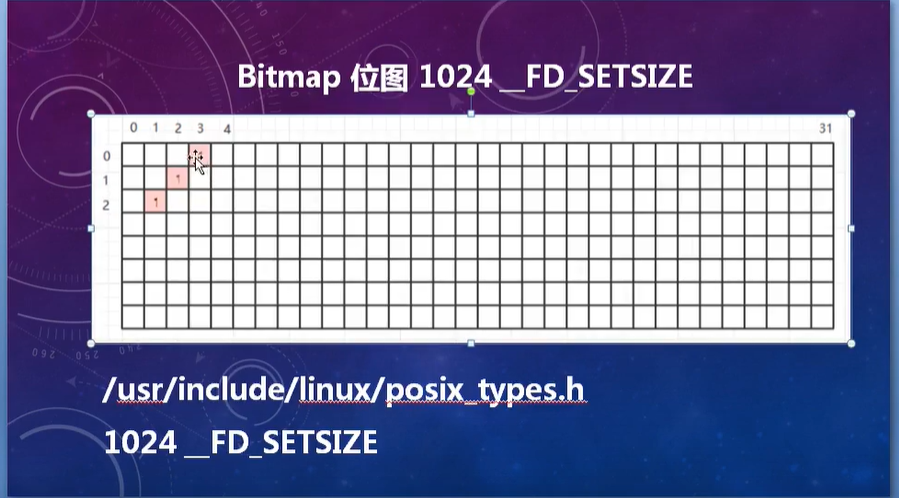 Bitmap 位图 1024 __FD_SETSIZE
0 1 2 3 4 31
0
1 1
2 1
/usr/include/linux/posix_types.h
1024 __FD_SETSIZE